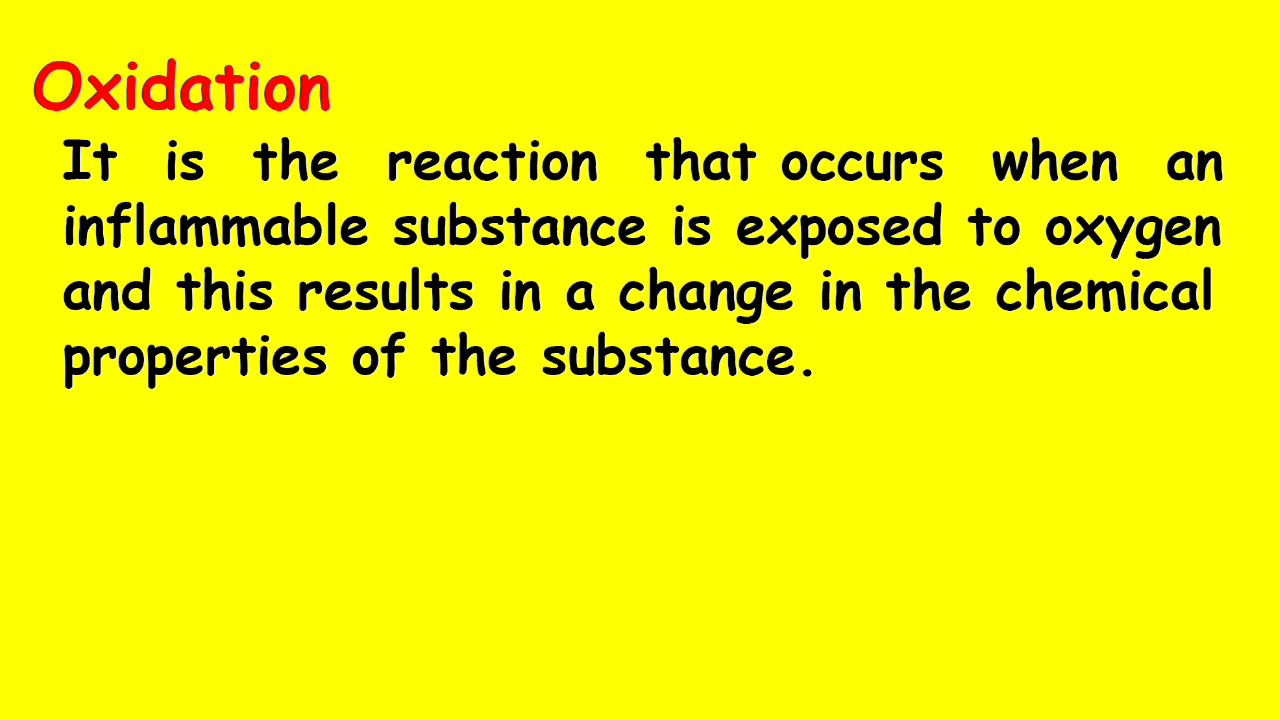 Oxidation
It is the reaction that occurs when an
inflammable substance is exposed to oxygen
and this results in a change in the chemical
properties of the substance.